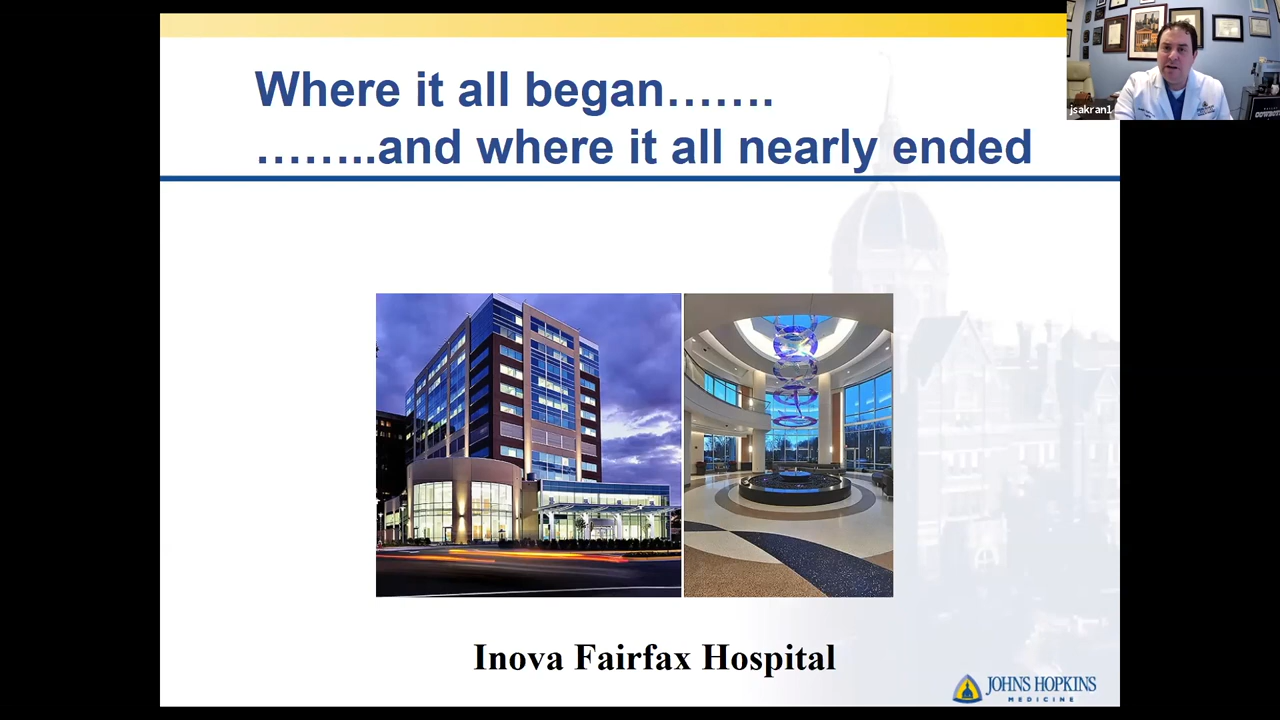 Where it all began.......
........and where it all nearly ended
jsakran1
Inova Fairfax Hospital
JOHNS HOPKINS
MEDICINE